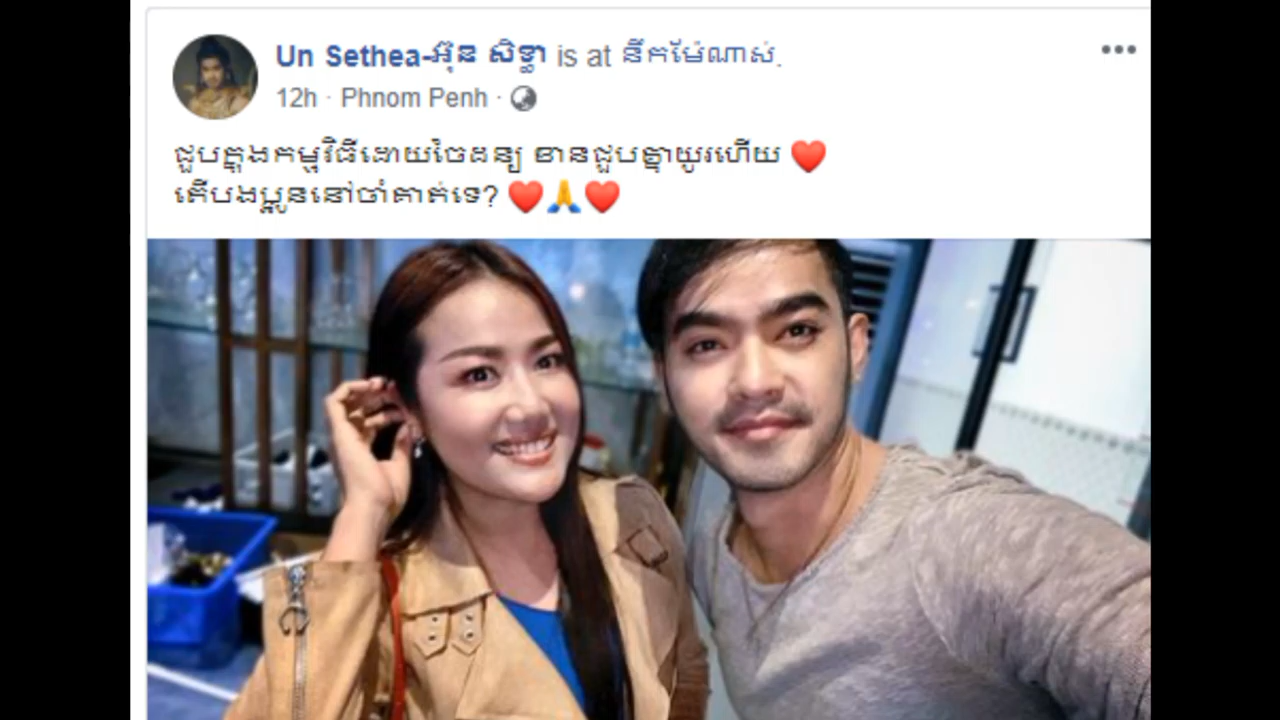 Un Sethea-អ៊ុន សិទ្ធា is at នឹកម៉ែណាស់.
12h · Phnom Penh ·
ជួបក្នុងកម្មវិធីដោយចៃដន្យ ខានជួបគ្នាយូរហើយ ❤️
តើបងប្អូននៅចាំគាត់ទេ? ❤️🙏❤️